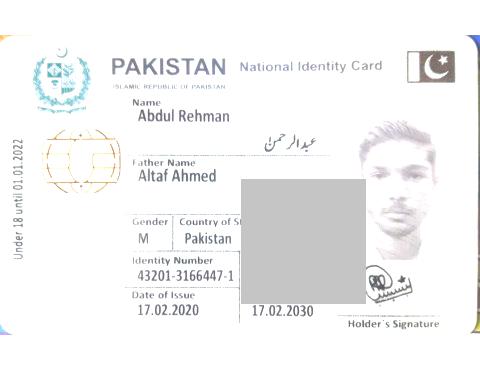 PAKISTAN National Identity Card
ISLAMIC REPUBLIC OF PAKISTAN
Name
Abdul Rehman
عبدالرحمن
Father Name
Altaf Ahmed
Gender Country of St
M Pakistan
Identity Number
43201-3166447-1
Date of Issue
17.02.2020 17.02.2030
Holder's Signature
Under 18 until 01.01.2022